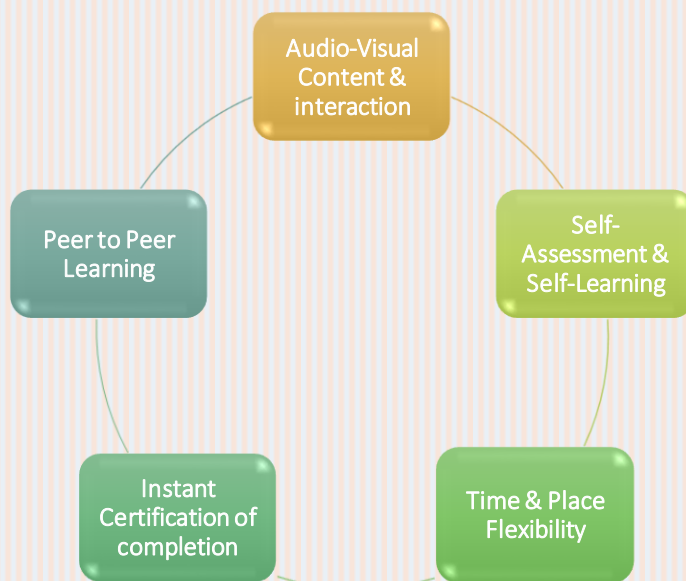 Audio-Visual
Content &
interaction
Peer to Peer
Learning
Self-
Assessment &
Self-Learning
Instant
Certification of
completion
Time & Place
Flexibility